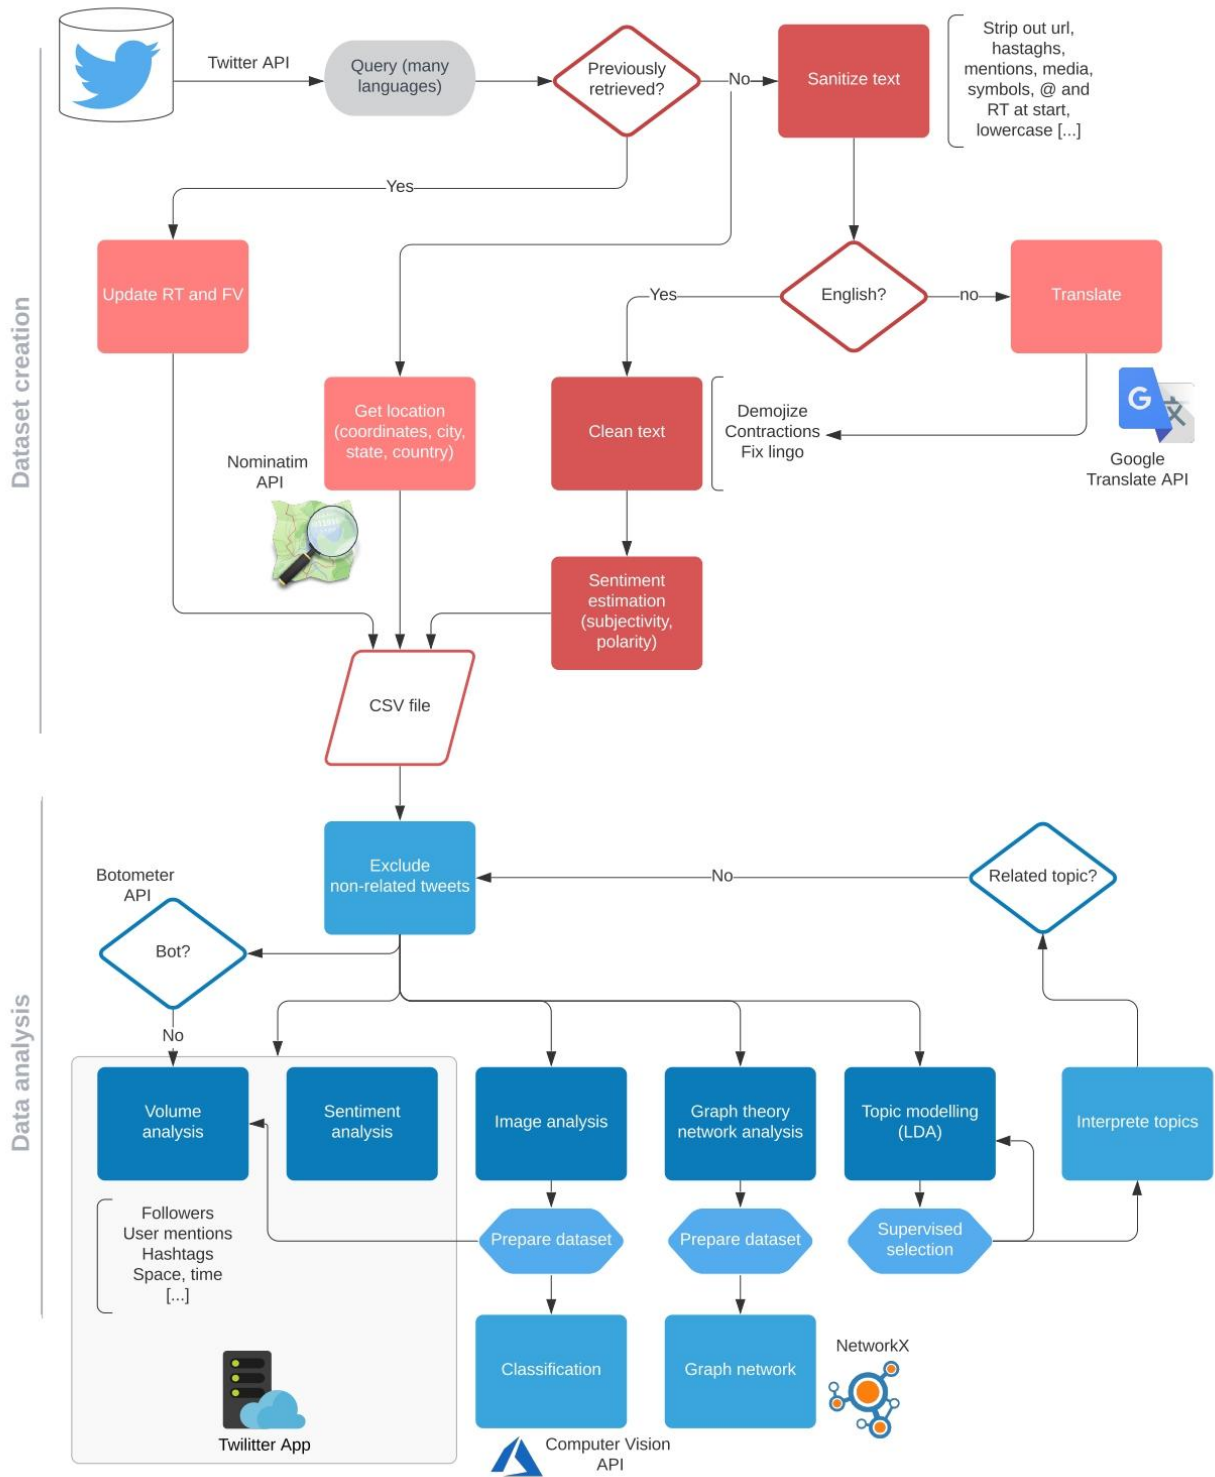 Twitter API
Query (many
languages)
Previously
retrieved?
No
Sanitize text
Strip out url,
hastaghs,
mentions, media,
symbols, @ and
RT at start,
lowercase [...]
Yes
Dataset creation
Update RT and FV
Yes
English?
no
Translate
Get location
(coordinates, city,
state, country)
Clean text
Demojize
Contractions
Fix lingo
G
文
Google
Translate API
Nominatim
API
Sentiment
estimation
(subjectivity,
polarity)
CSV file
Data analysis
Exclude
non-related tweets
No
Related topic?
Botometer
API
Bot?
No
Volume
analysis
Sentiment
analysis
Image analysis
Graph theory
network analysis
Topic modelling
(LDA)
Interprete topics
Followers
User mentions
Hashtags
Space, time
[...]
Prepare dataset
Prepare dataset
Supervised
selection
Classification
Graph network
NetworkX
Twilitter App
Computer Vision
API